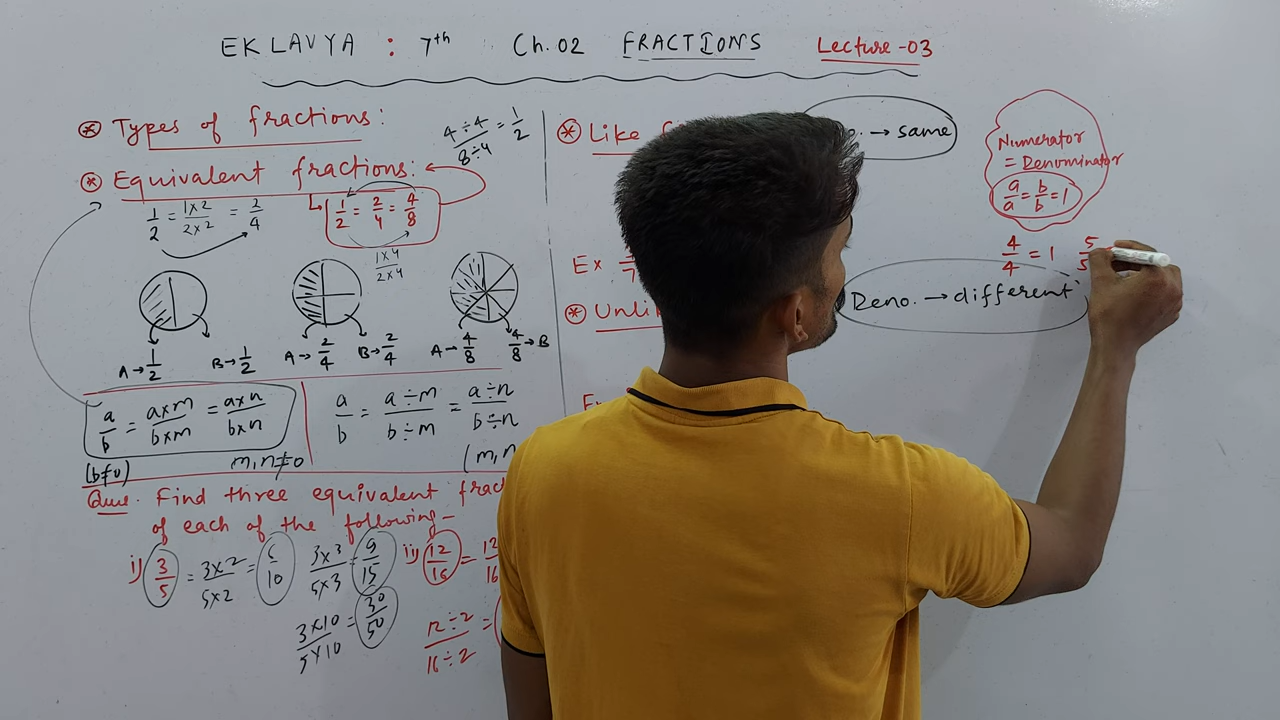 EKLAVYA : 7th Ch. 02 FRACTIONS Lecture-03
⊛ Types of fractions:
⊛ Equivalent fractions:
4÷4/8÷4 = 1/2
1/2 = 1×2/2×2 = 2/4
1/2 = 2/4 = 4/8
1×4/2×4
A→1/2 B→1/2 A→2/4 B→2/4 A→4/8 4/8→B
a/b = a×m/b×m = a×n/b×n
(b≠0) m,n≠0
a/b = a÷m/b÷m = a÷n/b÷n
(m,n
Ques. Find three equivalent frac
of each of the following-
i) 3/5 = 3×2/5×2 = 6/10 3×3/5×3 = 9/15
3×10/5×10 = 30/50
ii) 12/16 = 12/16
12÷2/16÷2 =
⊛ Like
. → same
Ex
⊛ Unli
Deno. → different
Numerator
= Denominator
a/a = b/b = 1
4/4 = 1 5/5